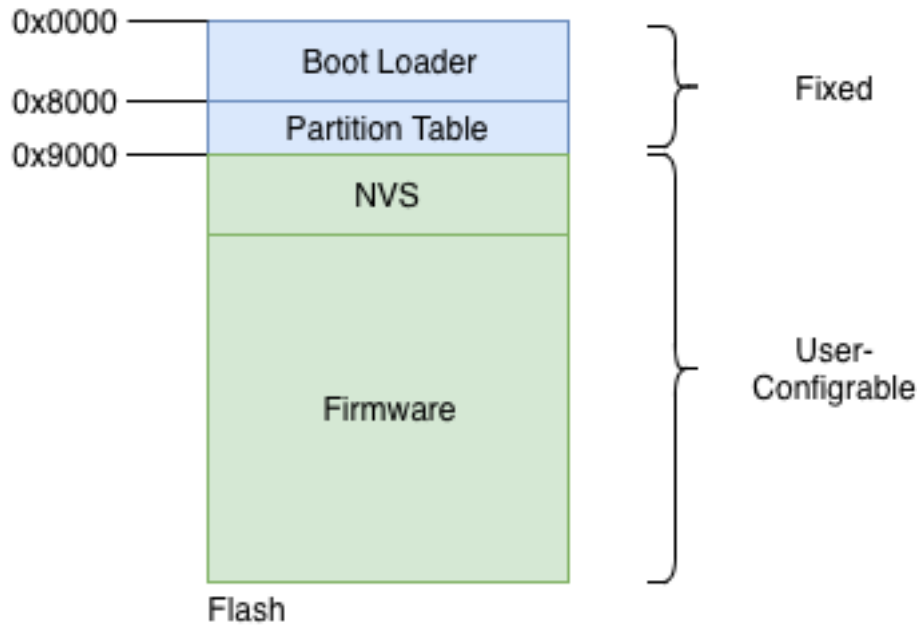 0x0000
Boot Loader
Fixed
0x8000
Partition Table
0x9000
NVS
User-
Configrable
Firmware
Flash